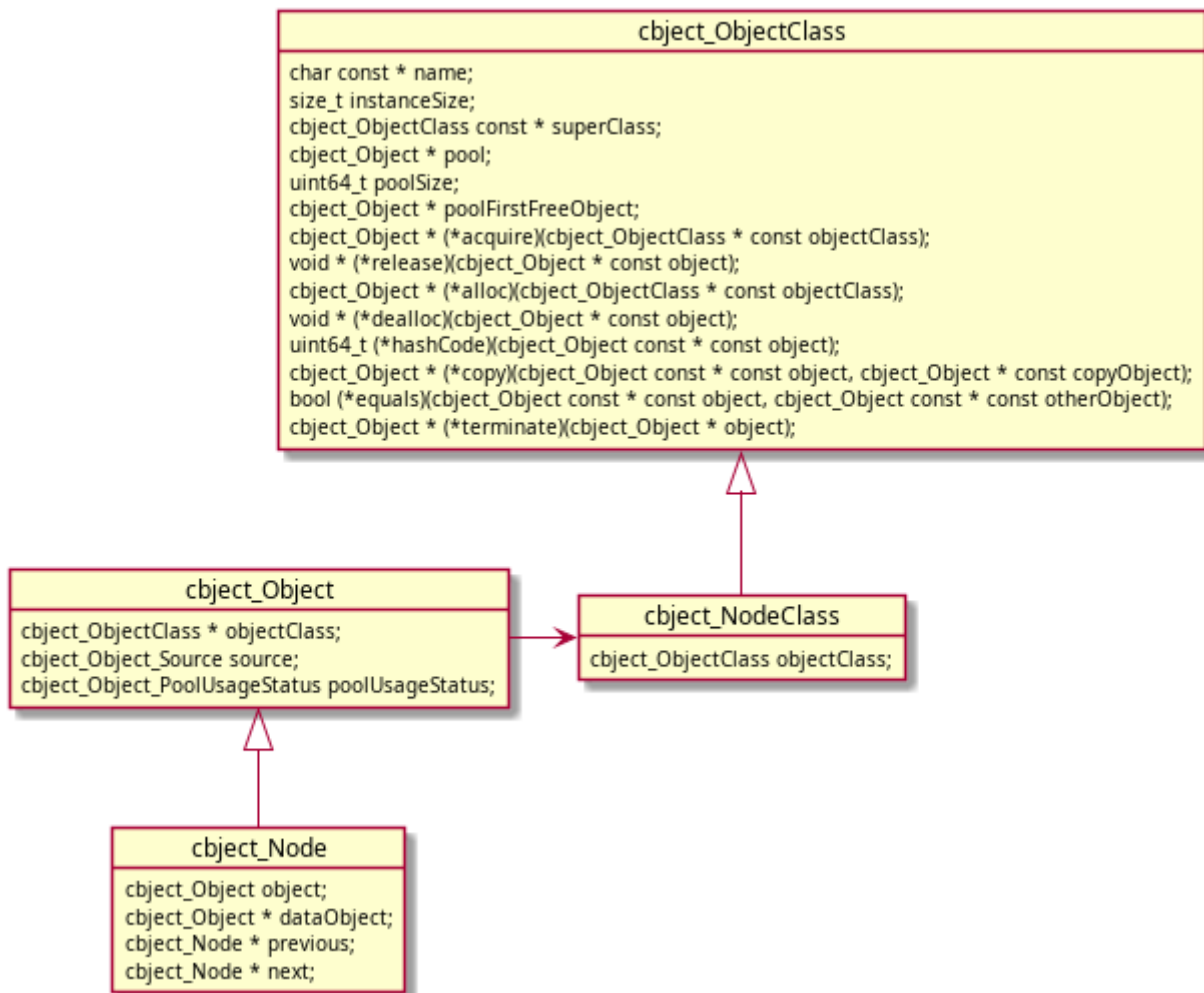 cbject_ObjectClass
char const * name;
size_t instanceSize;
cbject_ObjectClass const * superClass;
cbject_Object * pool;
uint64_t poolSize;
cbject_Object * poolFirstFreeObject;
cbject_Object * (*acquire)(cbject_ObjectClass * const objectClass);
void * (*release)(cbject_Object * const object);
cbject_Object * (*alloc)(cbject_ObjectClass * const objectClass);
void * (*dealloc)(cbject_Object * const object);
uint64_t (*hashCode)(cbject_Object const * const object);
cbject_Object * (*copy)(cbject_Object const * const object, cbject_Object * const copyObject);
bool (*equals)(cbject_Object const * const object, cbject_Object const * const otherObject);
cbject_Object * (*terminate)(cbject_Object * object);
cbject_Object
cbject_ObjectClass * objectClass;
cbject_Object_Source source;
cbject_Object_PoolUsageStatus poolUsageStatus;
cbject_NodeClass
cbject_ObjectClass objectClass;
cbject_Node
cbject_Object object;
cbject_Object * dataObject;
cbject_Node * previous;
cbject_Node * next;